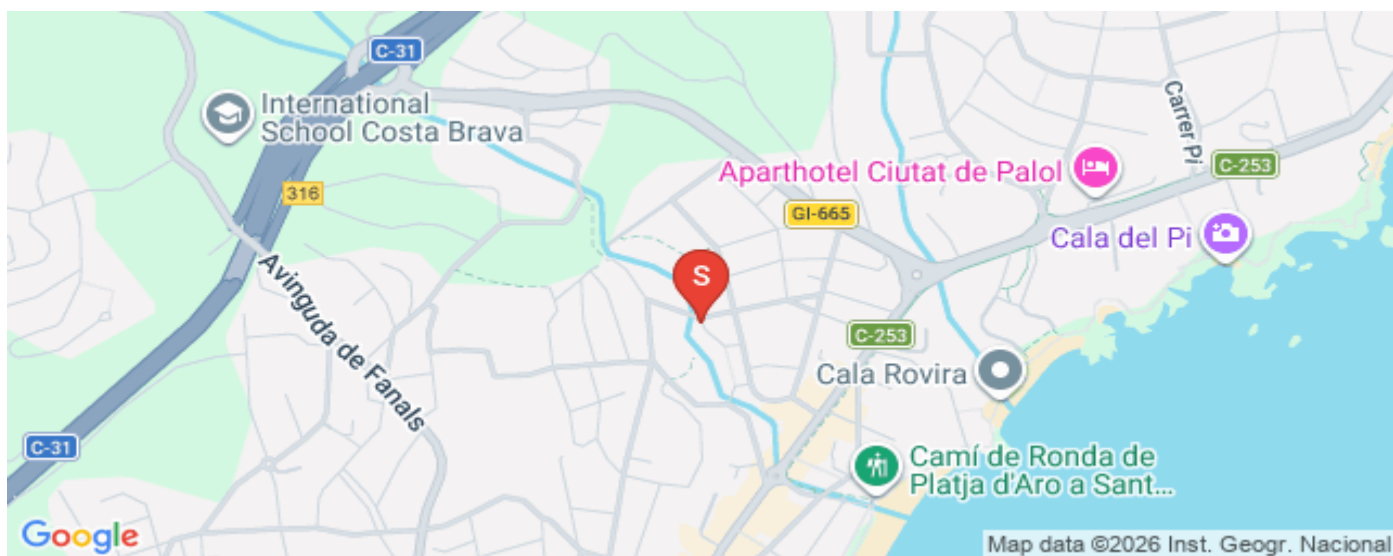 C-31
International
School Costa Brava
316
Carrer Pi
Aparthotel Ciutat de Palol
C-253
GI-665
Cala del Pi
Avinguda de Fanals
S
C-253
Cala Rovira
C-31
Camí de Ronda de
Platja d'Aro a Sant...
Google
Map data ©2026 Inst. Geogr. Nacional